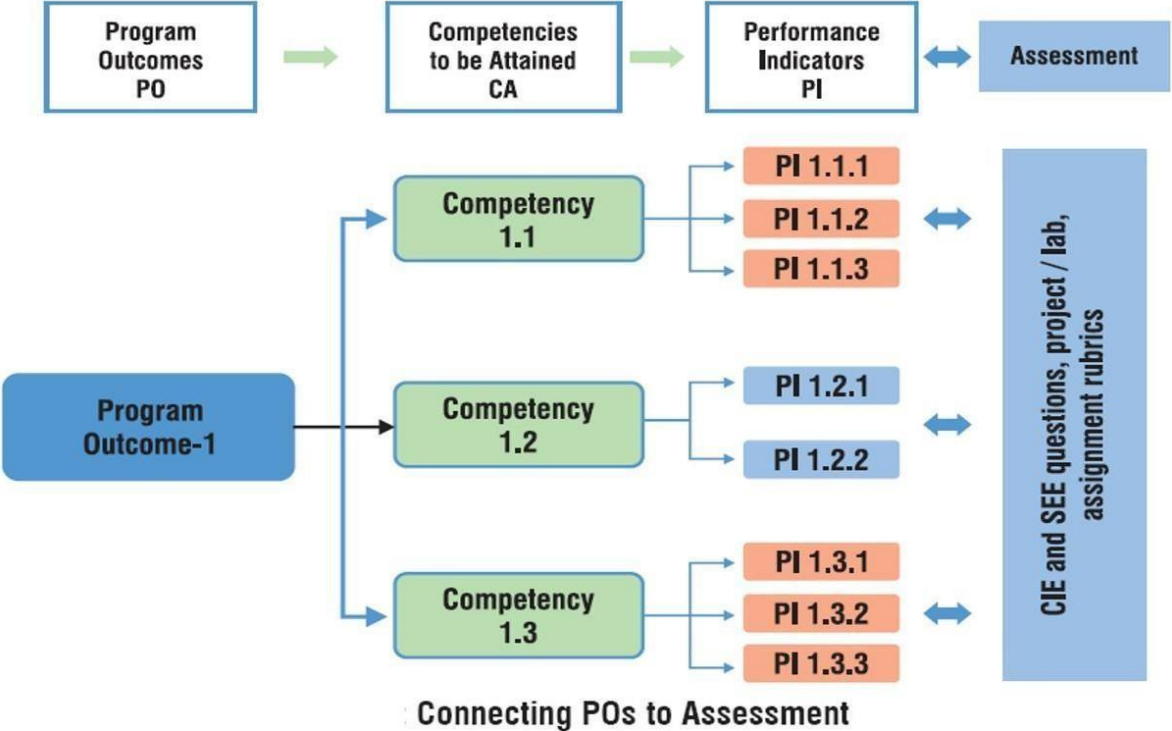 Program
Outcomes
PO
Competencies
to be Attained
CA
Performance
Indicators
PI
Assessment
Program
Outcome-1
Competency
1.1
PI 1.1.1
PI 1.1.2
PI 1.1.3
Competency
1.2
PI 1.2.1
PI 1.2.2
Competency
1.3
PI 1.3.1
PI 1.3.2
PI 1.3.3
CIE and SEE questions, project / lab,
assignment rubrics
: Connecting POs to Assessment